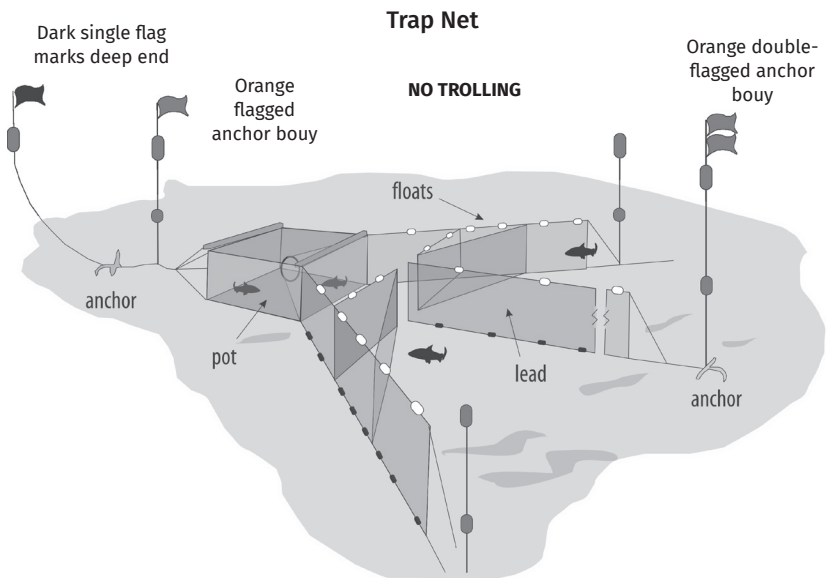 Trap Net
Dark single flag
marks deep end
Orange
flagged
anchor bouy
NO TROLLING
Orange double-
flagged anchor
bouy
floats
anchor
pot
lead
anchor